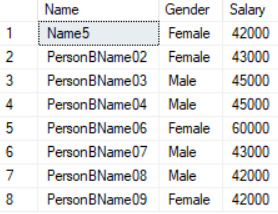 Name Gender Salary
1 Name5 Female 42000
2 PersonBName02 Female 43000
3 PersonBName03 Male 45000
4 PersonBName04 Male 45000
5 PersonBName06 Female 60000
6 PersonBName07 Male 43000
7 PersonBName08 Male 42000
8 PersonBName09 Female 42000